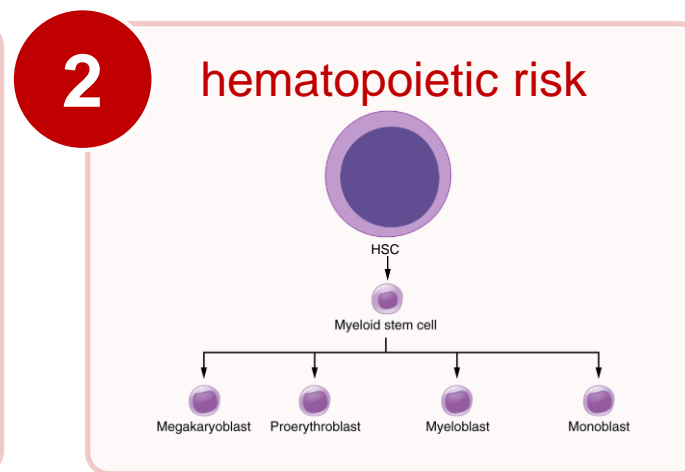 2
hematopoietic risk
HSC
Myeloid stem cell
Megakaryoblast Proerythroblast Myeloblast Monoblast